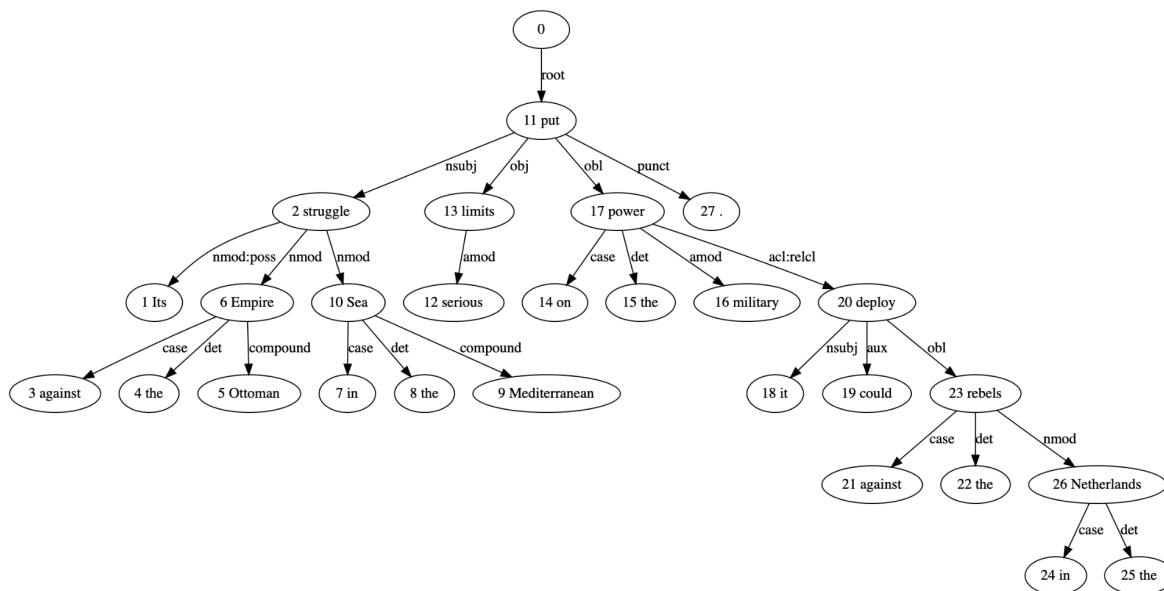 0
root
11 put
nsubj obj obl punct
2 struggle 13 limits 17 power 27 .
nmod:poss nmod nmod amod case det amod acl:relcl
1 Its 6 Empire 10 Sea 12 serious 14 on 15 the 16 military 20 deploy
case det compound case det compound nsubj aux obl
3 against 4 the 5 Ottoman 7 in 8 the 9 Mediterranean 18 it 19 could 23 rebels
case det nmod
21 against 22 the 26 Netherlands
case det
24 in 25 the